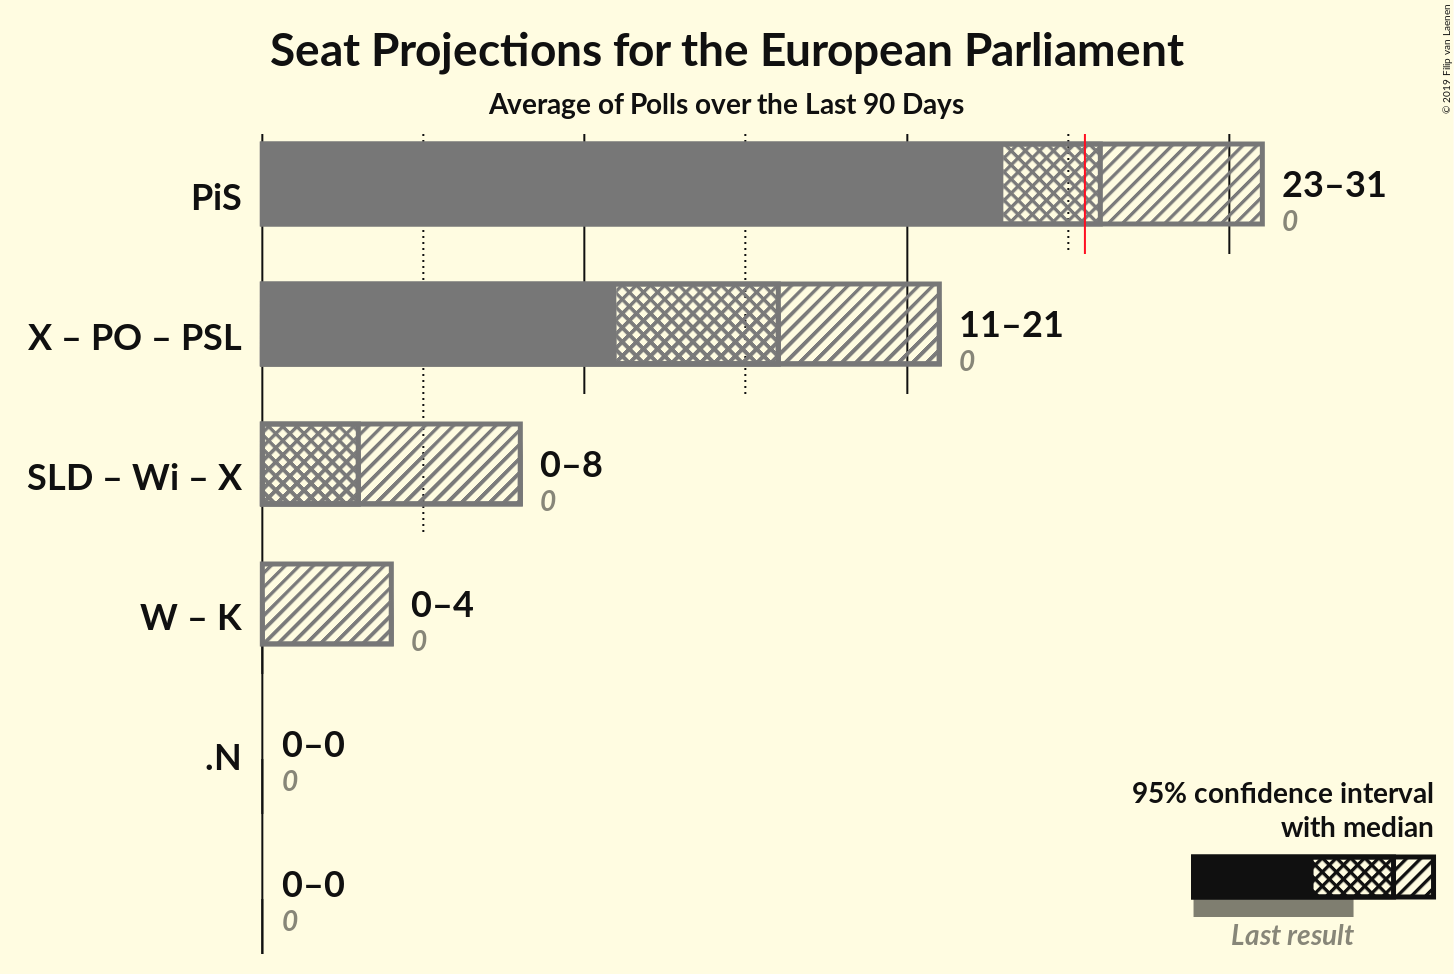 Seat Projections for the European Parliament
Average of Polls over the Last 90 Days
© 2019 Filip van Laenen
PiS
23–31
0
X – PO – PSL
11–21
0
SLD – Wi – X
0–8
0
W – K
0–4
0
.N
0–0
0
0–0
0
95% confidence interval
with median
Last result